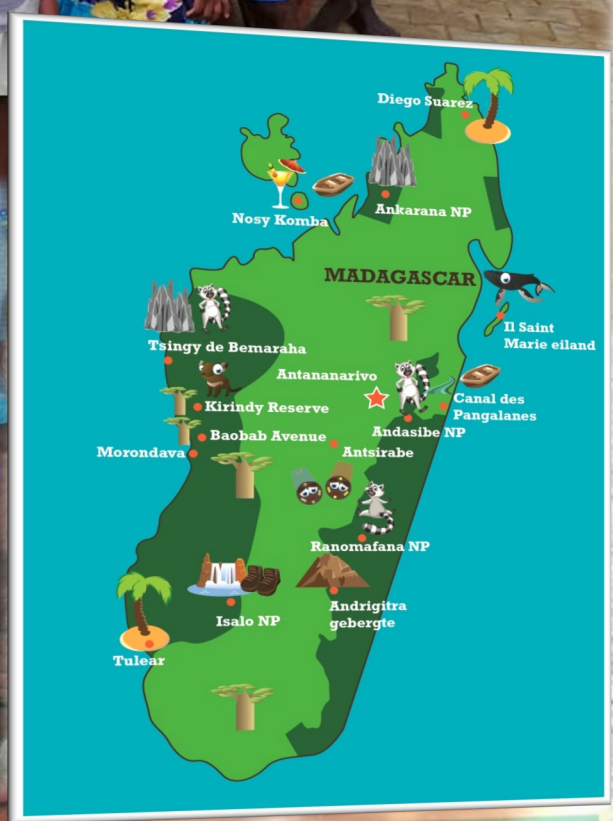 Diego Suarez
Ankarana NP
Nosy Komba
MADAGASCAR
Il Saint
Marie eiland
Tsingy de Bemaraha
Antananarivo
Canal des
Pangalanes
Kirindy Reserve
Andasibe NP
Baobab Avenue
Antsirabe
Morondava
Ranomafana NP
Andrigitra
gebergte
Isalo NP
Tulear